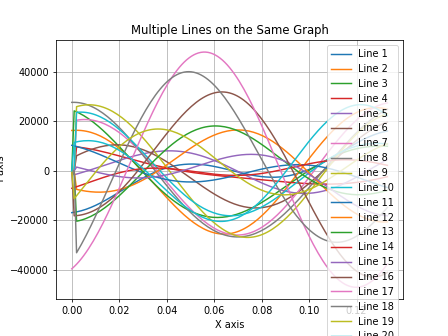 Multiple Lines on the Same Graph
40000
20000
0
−20000
−40000
0.00
0.02
0.04
0.06
0.08
0.10
X axis
axis
Line 1
Line 2
Line 3
Line 4
Line 5
Line 6
Line 7
Line 8
Line 9
Line 10
Line 11
Line 12
Line 13
Line 14
Line 15
Line 16
Line 17
Line 18
Line 19
Line 20